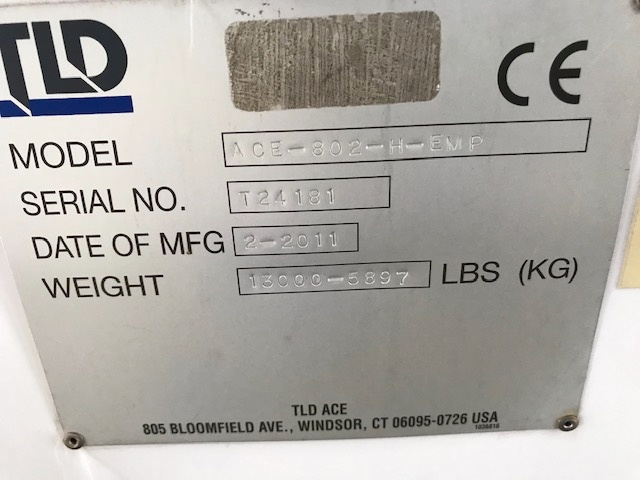 TLD
CE
MODEL ACE-802-H-EMP
SERIAL NO. T24181
DATE OF MFG 2-2011
WEIGHT 13000-5897 LBS (KG)
TLD ACE
805 BLOOMFIELD AVE., WINDSOR, CT 06095-0726 USA